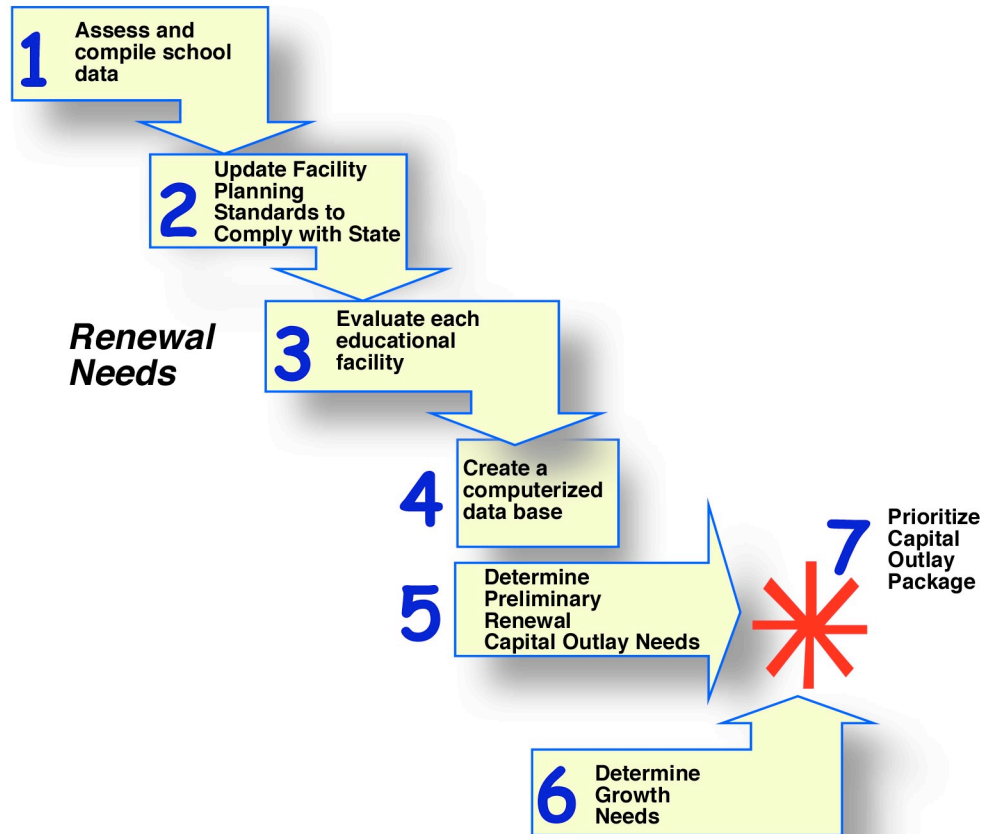 1
Assess and
compile school
data
2
Update Facility
Planning
Standards to
Comply with State
Renewal
Needs
3
Evaluate each
educational
facility
4
Create a
computerized
data base
5
Determine
Preliminary
Renewal
Capital Outlay Needs
7
Prioritize
Capital
Outlay
Package
6
Determine
Growth
Needs